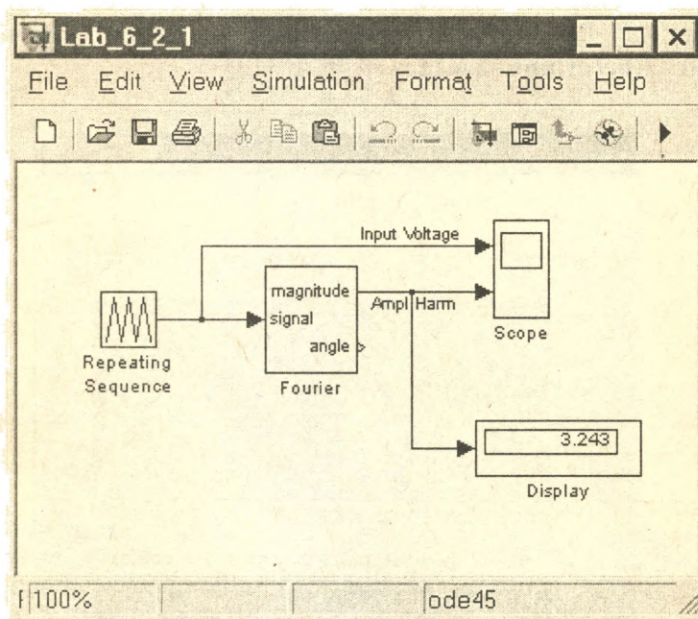 Lab_6_2_1
File Edit View Simulation Format Tools Help
Input Voltage
magnitude
signal
angle
Ampl Harm
Scope
Repeating
Sequence
Fourier
3.243
Display
100% ode45